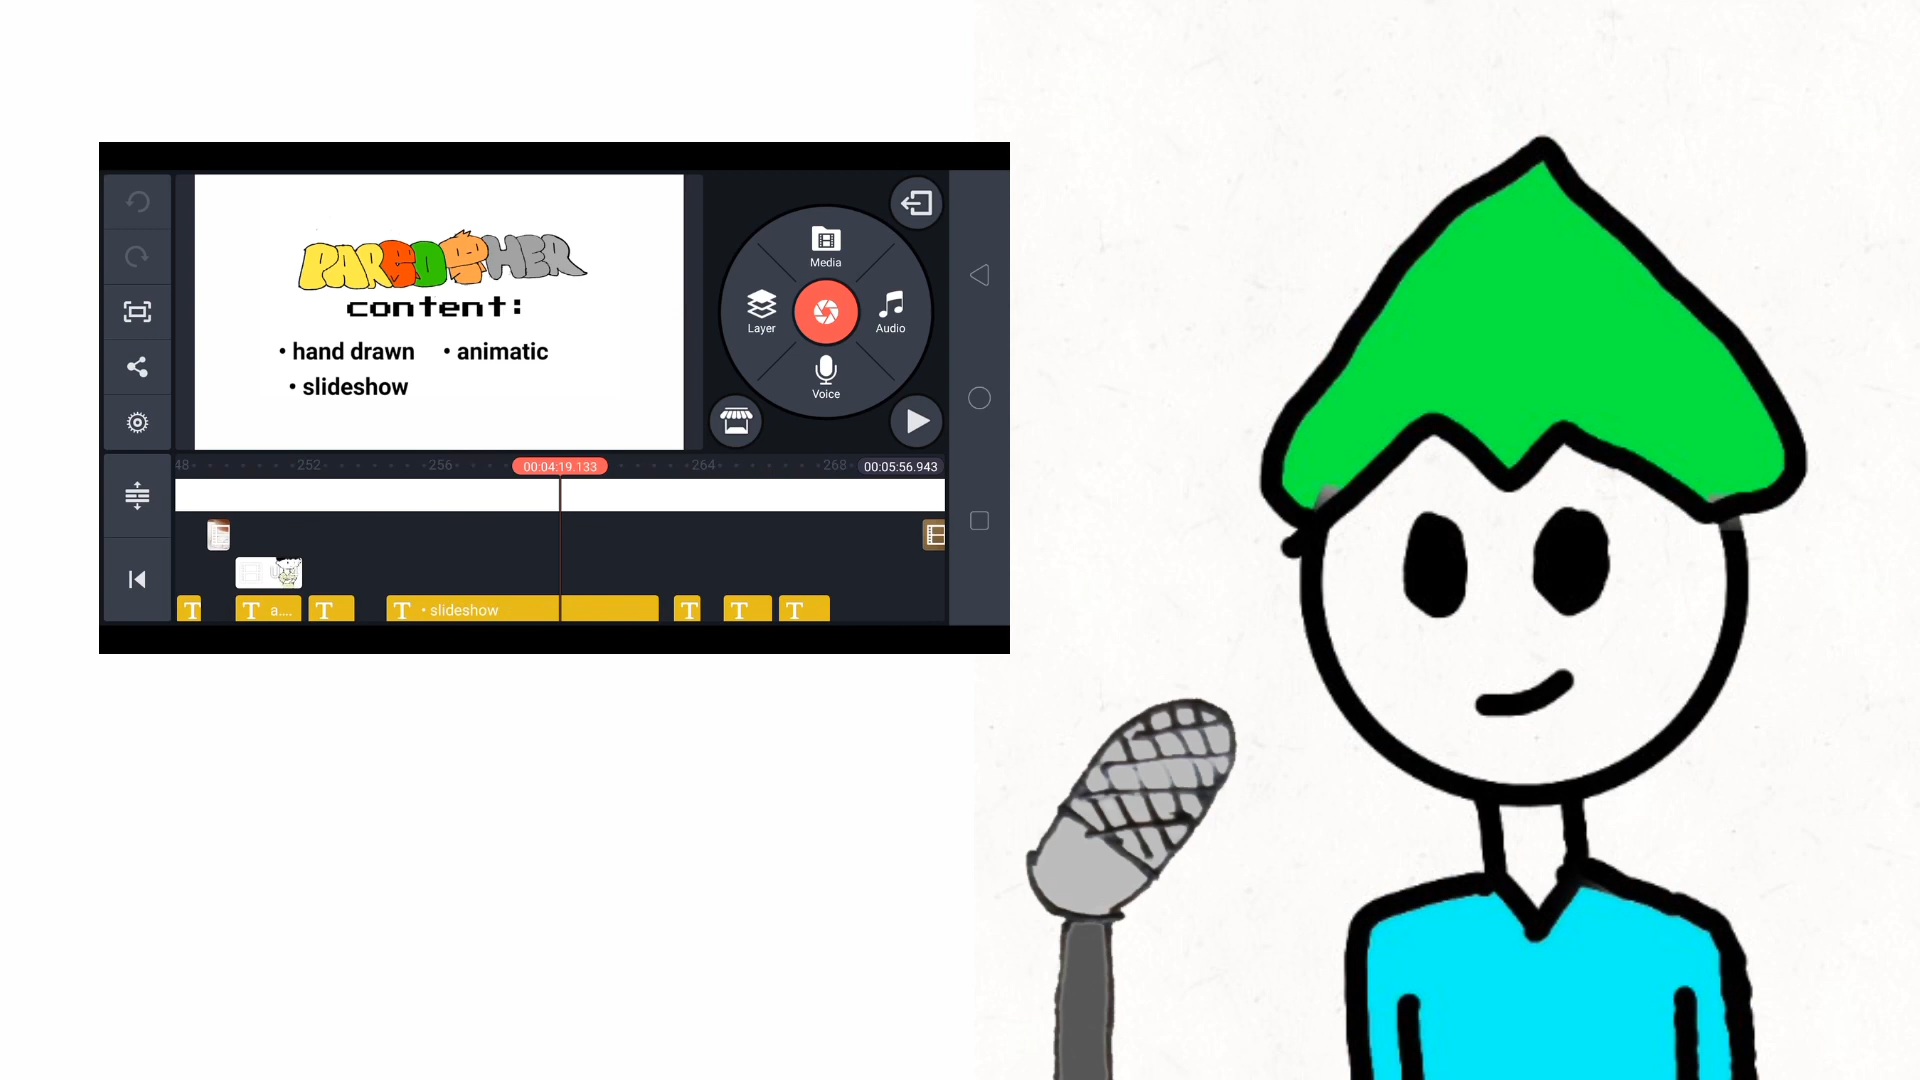 Media
Layer
Audio
Voice
content:
• hand drawn • animatic
• slideshow
48
252
256
00:04:19.133
264
268
00:05:56.943
T
T a....
T
T • slideshow
T
T
T